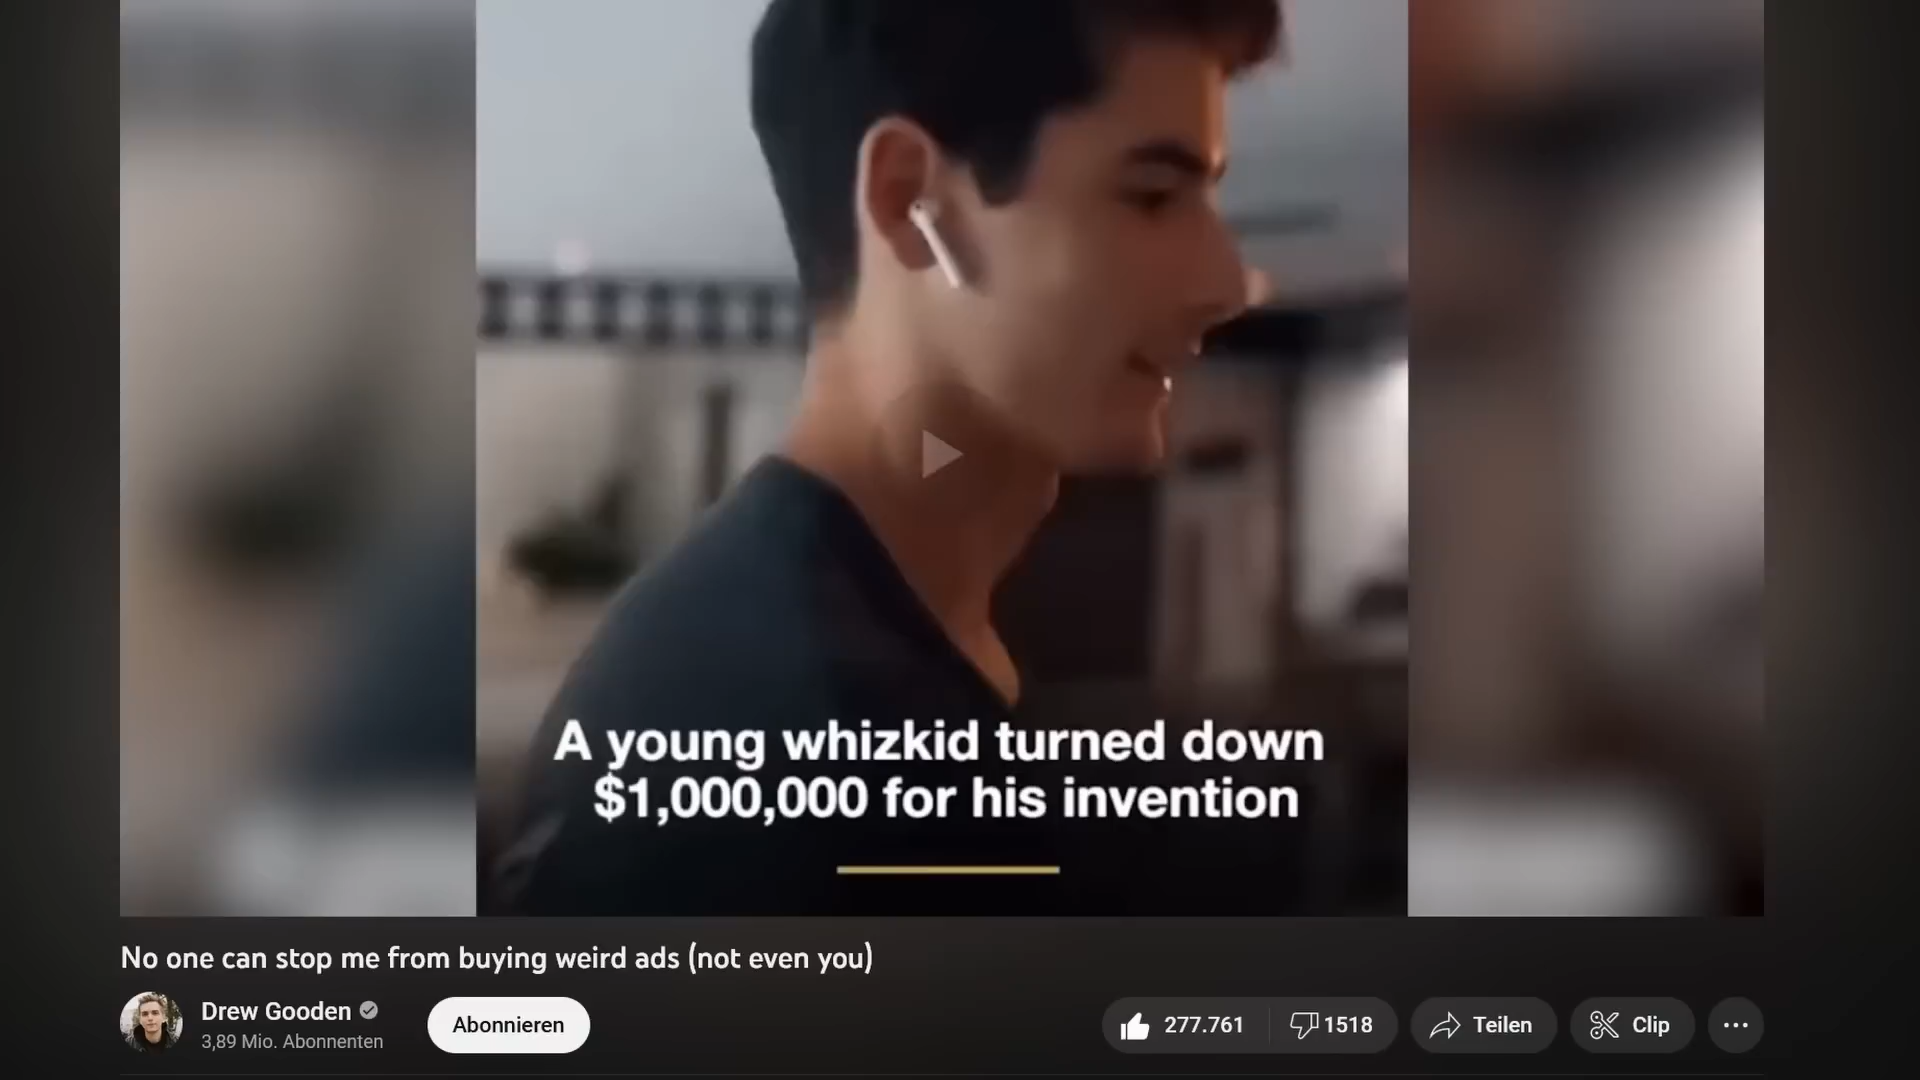 A young whizkid turned down
$1,000,000 for his invention
No one can stop me from buying weird ads (not even you)
Drew Gooden
3,89 Mio. Abonnenten
Abonnieren
277.761
1518
Teilen
Clip